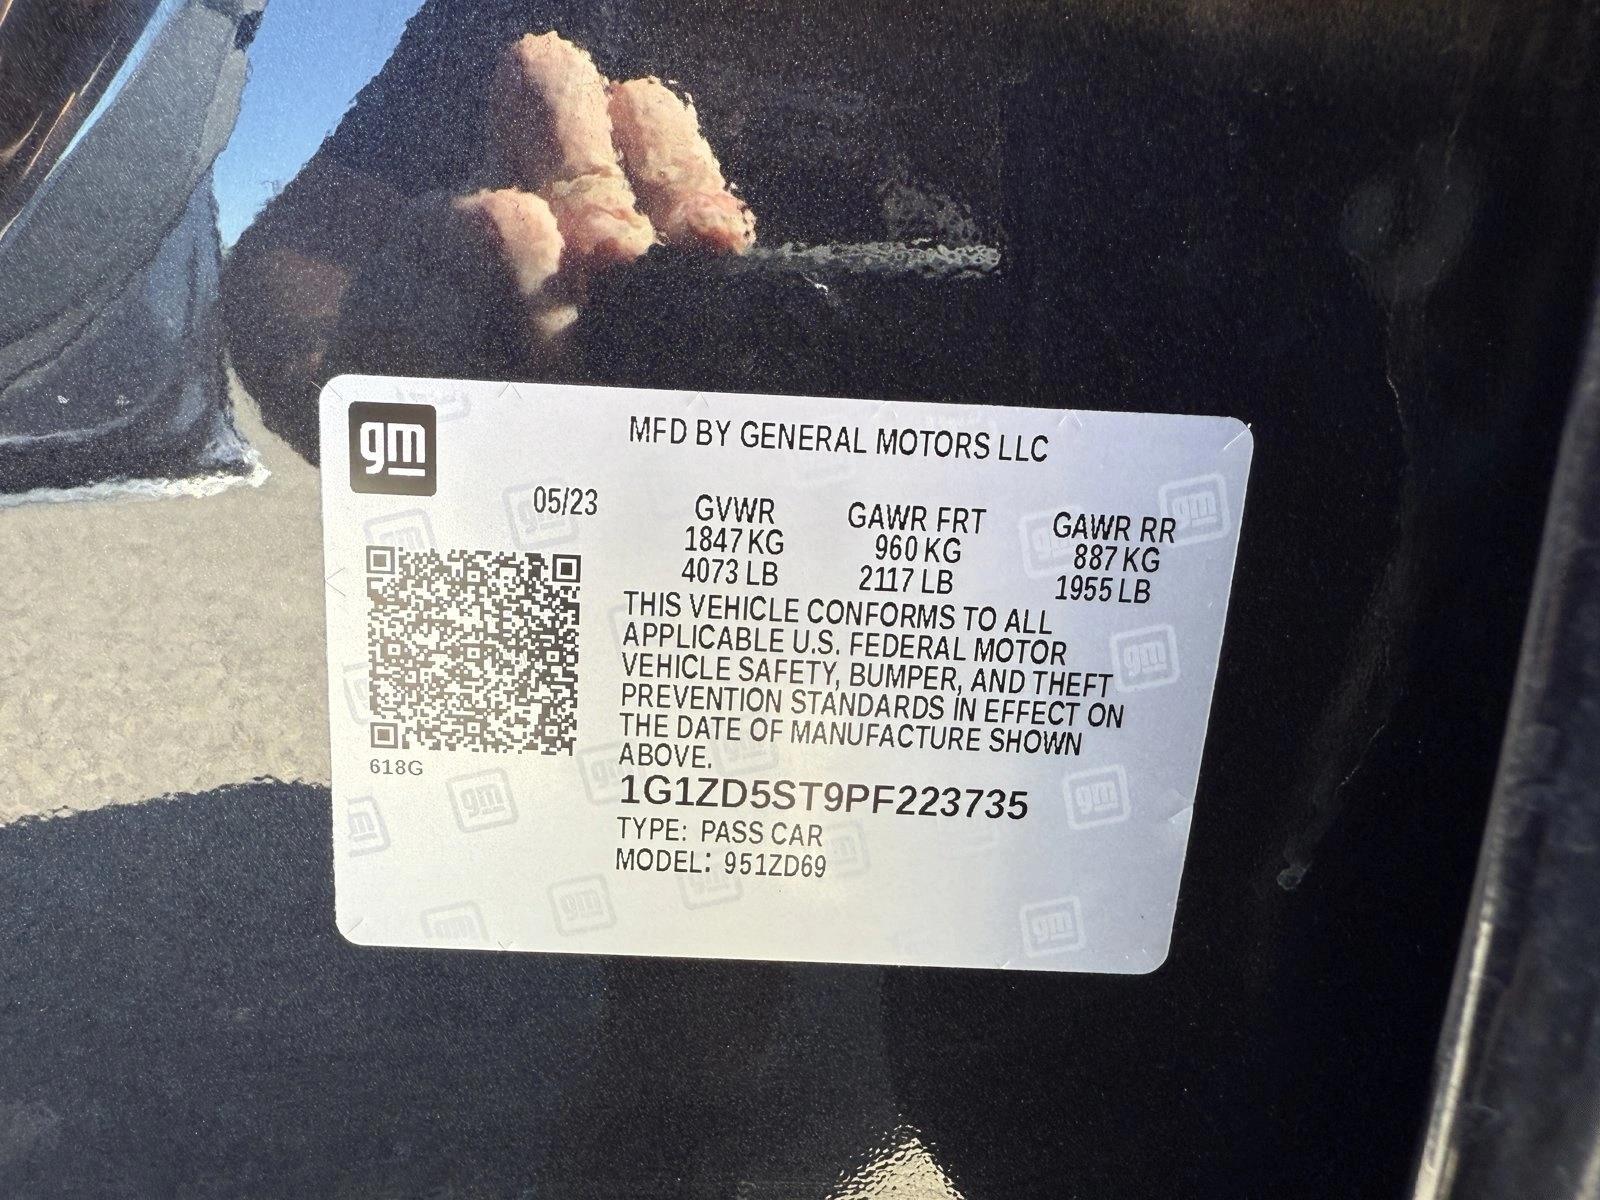 gm
MFD BY GENERAL MOTORS LLC
05/23
GVWR GAWR FRT GAWR RR
1847 KG 960 KG 887 KG
4073 LB 2117 LB 1955 LB
THIS VEHICLE CONFORMS TO ALL
APPLICABLE U.S. FEDERAL MOTOR
VEHICLE SAFETY, BUMPER, AND THEFT
PREVENTION STANDARDS IN EFFECT ON
THE DATE OF MANUFACTURE SHOWN
ABOVE.
618G
1G1ZD5ST9PF223735
TYPE: PASS CAR
MODEL: 951ZD69